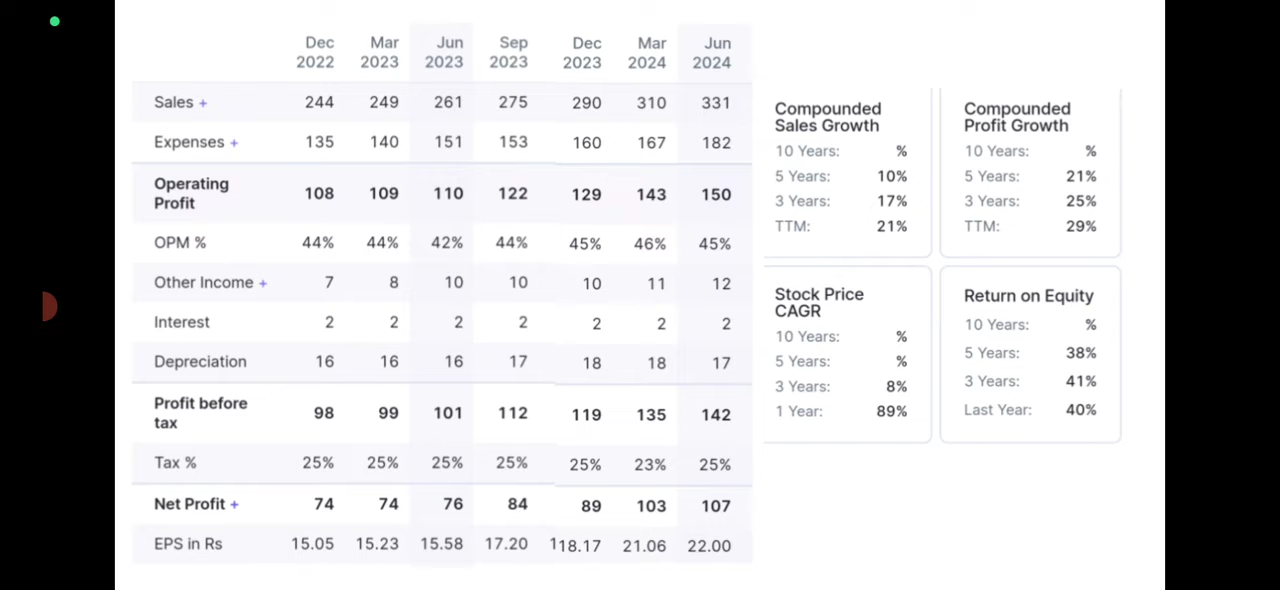 Dec 2022 Mar 2023 Jun 2023 Sep 2023 Dec 2023 Mar 2024 Jun 2024
Sales + 244 249 261 275 290 310 331
Expenses + 135 140 151 153 160 167 182
Operating Profit 108 109 110 122 129 143 150
OPM % 44% 44% 42% 44% 45% 46% 45%
Other Income + 7 8 10 10 10 11 12
Interest 2 2 2 2 2 2 2
Depreciation 16 16 16 17 18 18 17
Profit before tax 98 99 101 112 119 135 142
Tax % 25% 25% 25% 25% 25% 23% 25%
Net Profit + 74 74 76 84 89 103 107
EPS in Rs 15.05 15.23 15.58 17.20 118.17 21.06 22.00
Compounded
Sales Growth
10 Years: %
5 Years: 10%
3 Years: 17%
TTM: 21%
Compounded
Profit Growth
10 Years: %
5 Years: 21%
3 Years: 25%
TTM: 29%
Stock Price
CAGR
10 Years: %
5 Years: %
3 Years: 8%
1 Year: 89%
Return on Equity
10 Years: %
5 Years: 38%
3 Years: 41%
Last Year: 40%